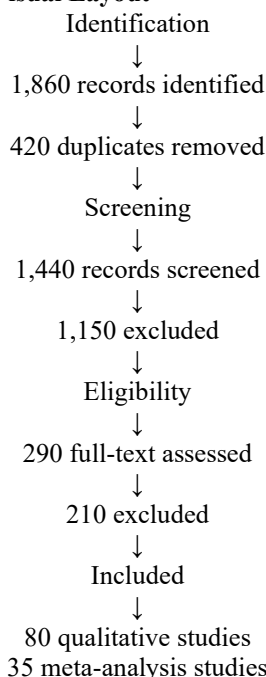 Identification
↓
1,860 records identified
↓
420 duplicates removed
↓
Screening
↓
1,440 records screened
↓
1,150 excluded
↓
Eligibility
↓
290 full-text assessed
↓
210 excluded
↓
Included
↓
80 qualitative studies
35 meta-analysis studies